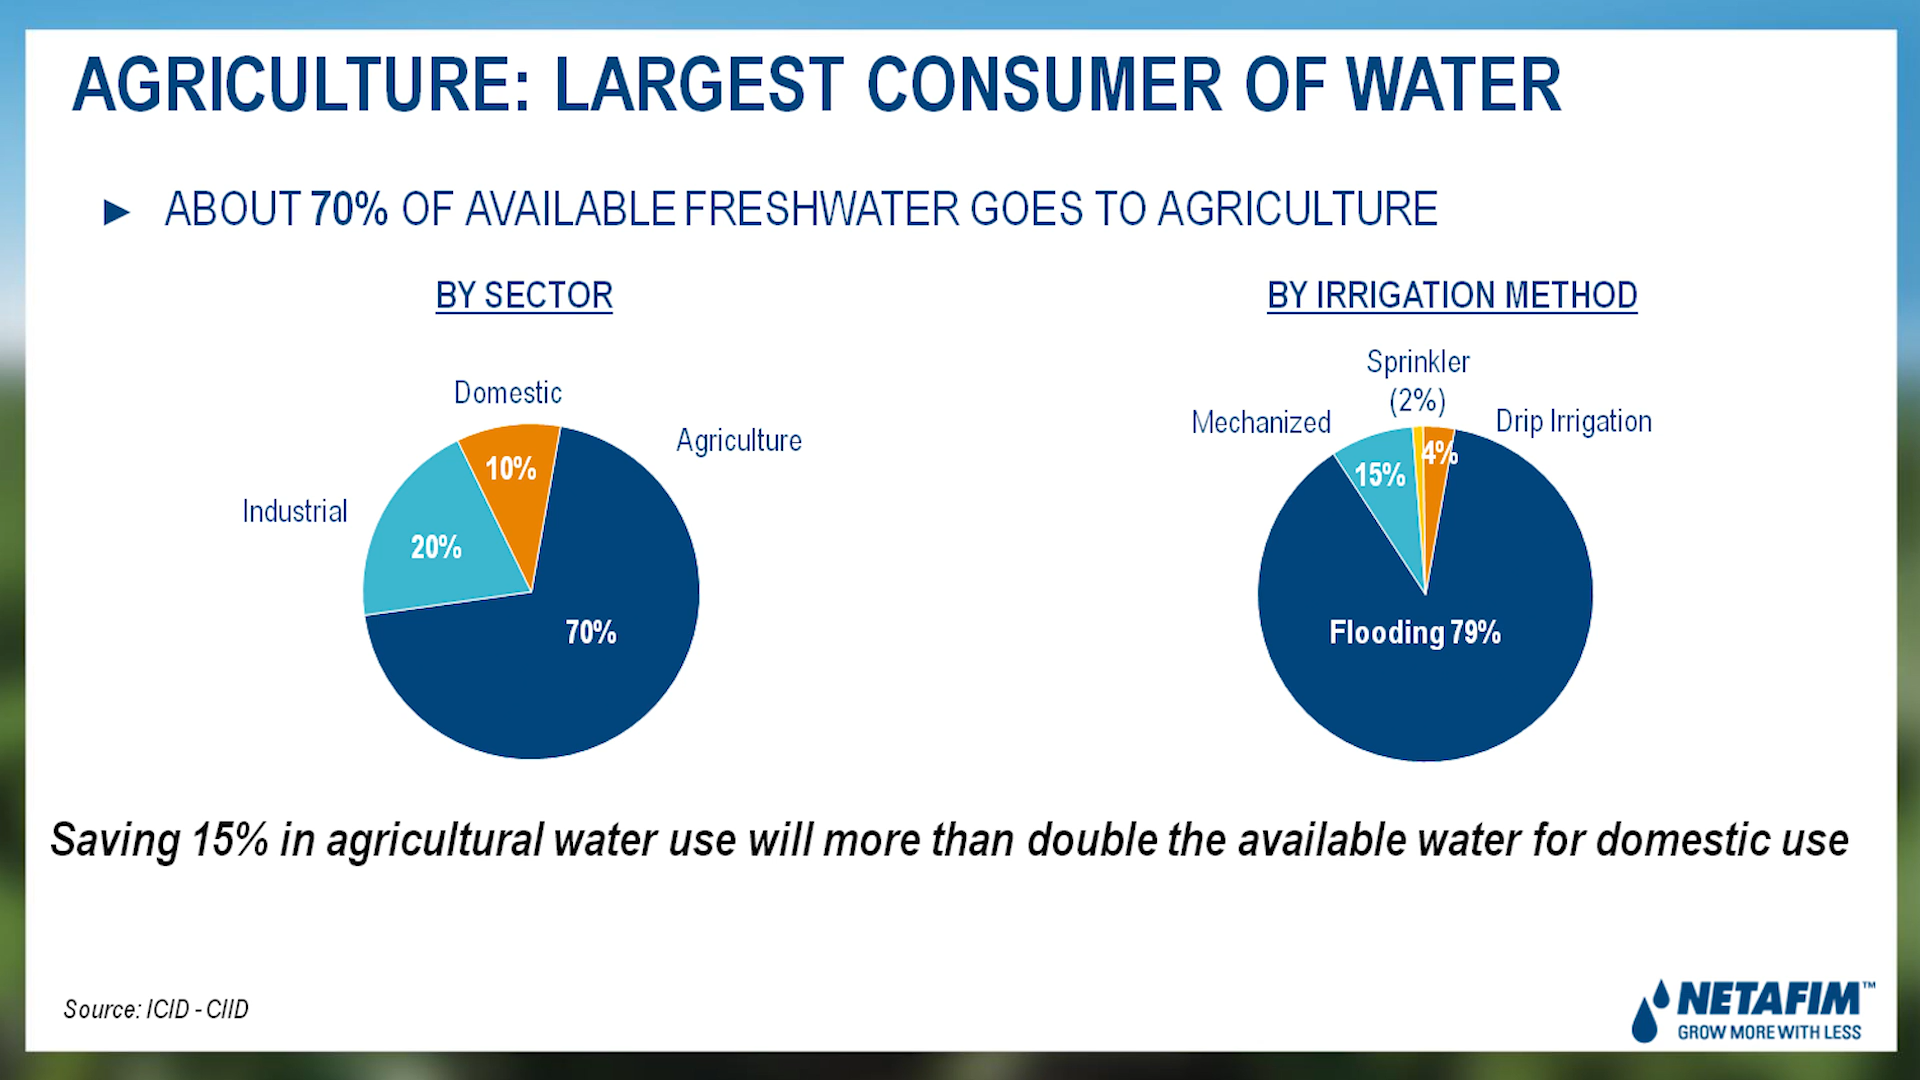 AGRICULTURE: LARGEST CONSUMER OF WATER
► ABOUT 70% OF AVAILABLE FRESHWATER GOES TO AGRICULTURE
BY SECTOR
Domestic
Agriculture
Industrial
10%
20%
70%
BY IRRIGATION METHOD
Sprinkler
(2%)
Mechanized
Drip Irrigation
15%
4%
Flooding 79%
Saving 15% in agricultural water use will more than double the available water for domestic use
Source: ICID - CIID
NETAFIM™
GROW MORE WITH LESS